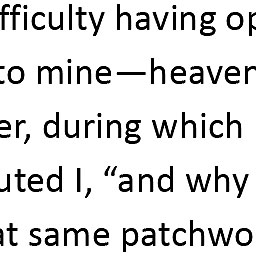 fficulty having op
to mine—heaven
er, during which
uted I, “and why
at same patchwo